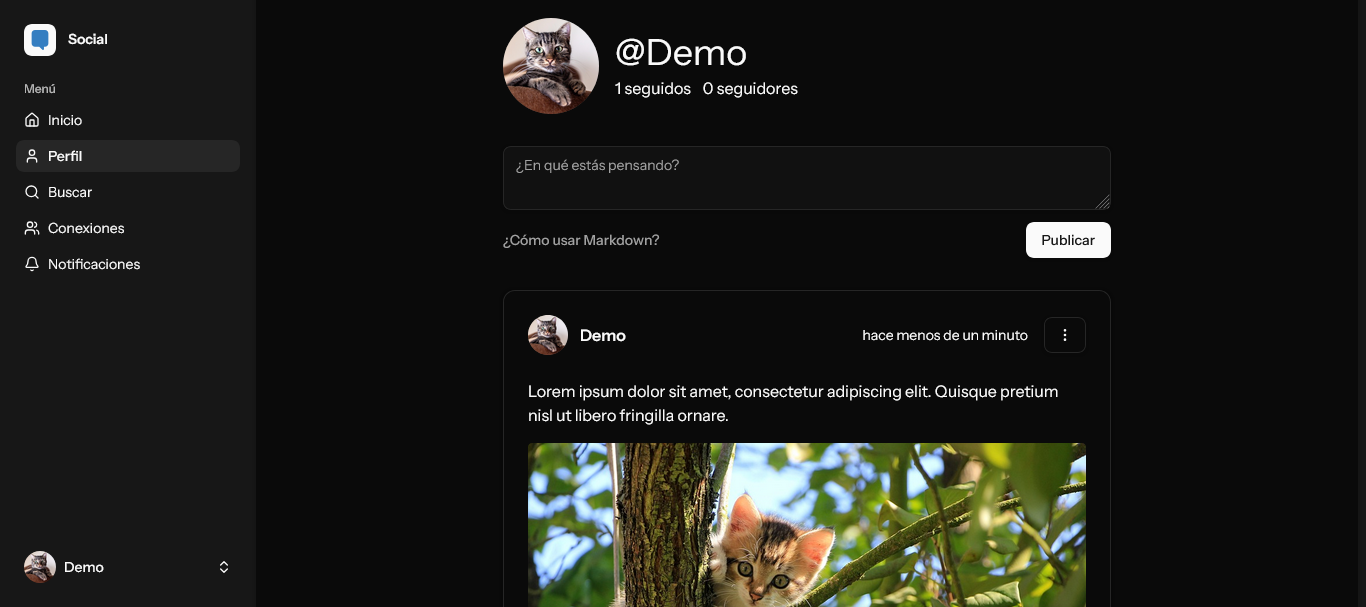 Social
Menú
Inicio
Perfil
Buscar
Conexiones
Notificaciones
Demo
@Demo
1 seguidos 0 seguidores
¿En qué estás pensando?
¿Cómo usar Markdown?
Publicar
Demo
hace menos de un minuto
Lorem ipsum dolor sit amet, consectetur adipiscing elit. Quisque pretium
nisl ut libero fringilla ornare.